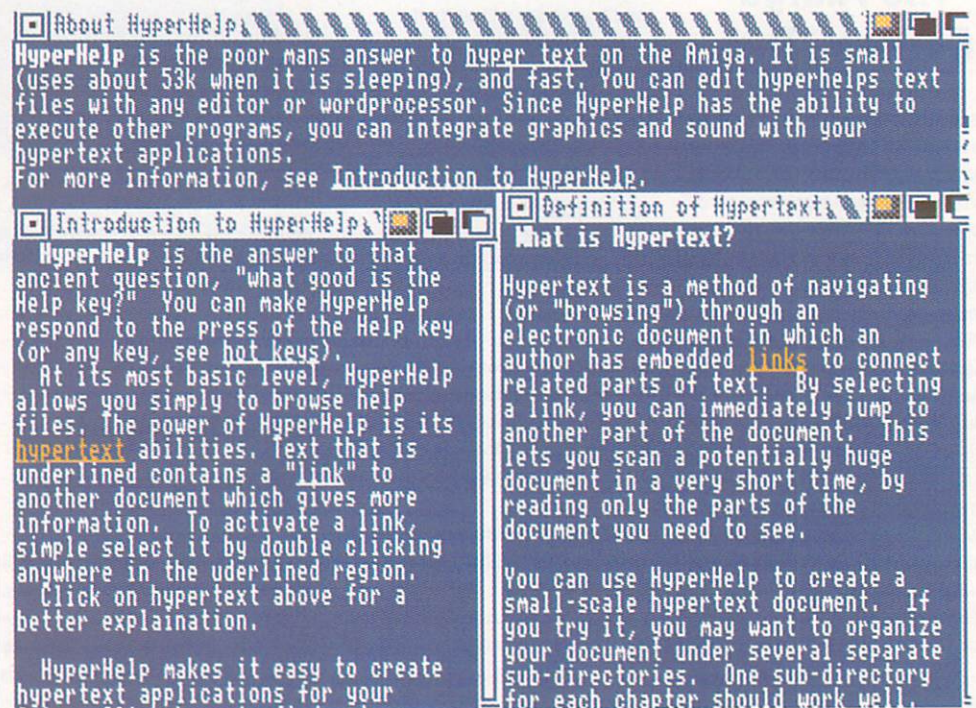 About HyperHelp
HyperHelp is the poor mans answer to hyper text on the Amiga. It is small
(uses about 53k when it is sleeping), and fast. You can edit hyperhelps text
files with any editor or wordprocessor. Since HyperHelp has the ability to
execute other programs, you can integrate graphics and sound with your
hypertext applications.
For more information, see Introduction to HyperHelp.
Introduction to HyperHelp
HyperHelp is the answer to that
ancient question, "what good is the
Help key?" You can make HyperHelp
respond to the press of the Help key
(or any key, see hot keys).
At its most basic level, HyperHelp
allows you simply to browse help
files. The power of HyperHelp is its
hypertext abilities. Text that is
underlined contains a "link" to
another document which gives more
information. To activate a link,
simple select it by double clicking
anywhere in the uderlined region.
Click on hypertext above for a
better explaination.
HyperHelp makes it easy to create
hypertext applications for your
Definition of Hypertext
What is Hypertext?
Hypertext is a method of navigating
(or "browsing") through an
electronic document in which an
author has embedded links to connect
related parts of text. By selecting
a link, you can immediately jump to
another part of the document. This
lets you scan a potentially huge
document in a very short time, by
reading only the parts of the
document you need to see.
You can use HyperHelp to create a
small-scale hypertext document. If
you try it, you may want to organize
your document under several separate
sub-directories. One sub-directory
for each chapter should work well.